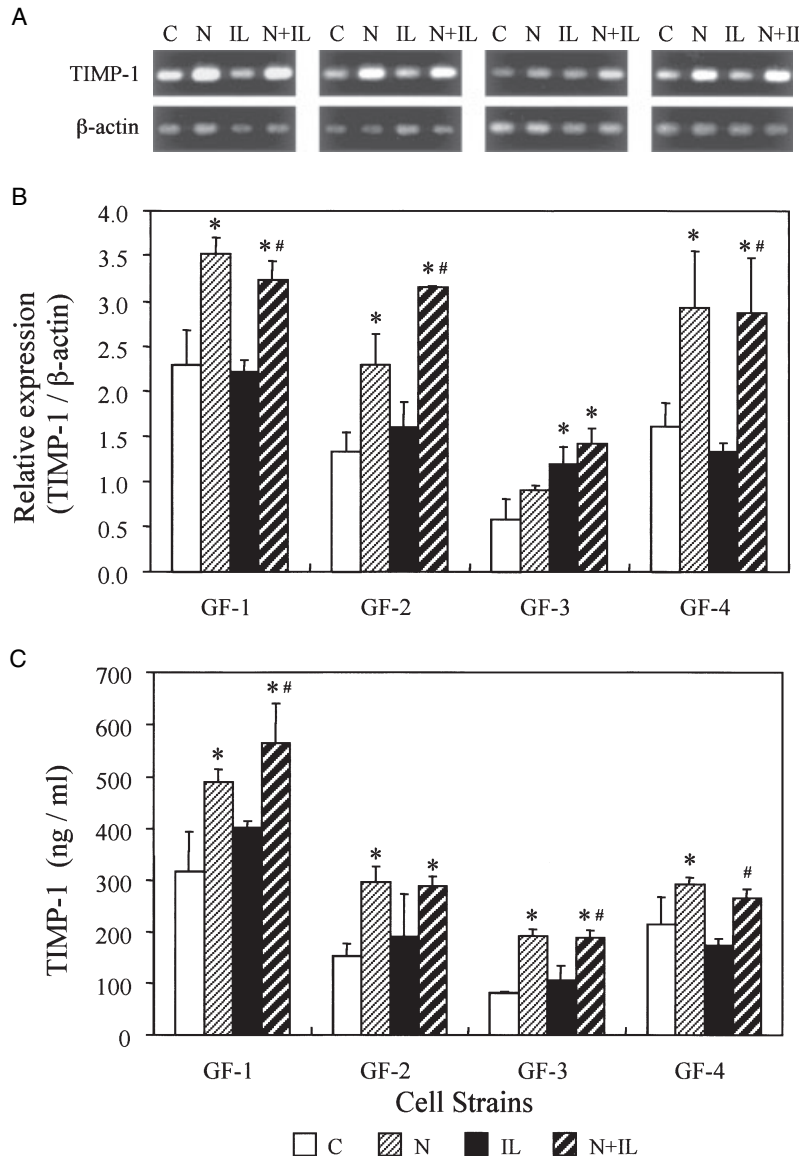 A
C N IL N+IL C N IL N+IL C N IL N+IL C N IL N+IL
TIMP-1
β-actin
B
Relative expression
(TIMP-1 / β-actin)
4.0
3.5
3.0
2.5
2.0
1.5
1.0
0.5
0.0
* *# * *# * * * *#
GF-1 GF-2 GF-3 GF-4
C
TIMP-1 (ng / ml)
700
600
500
400
300
200
100
0
* *# * * * *# * #
GF-1 GF-2 GF-3 GF-4
Cell Strains
C N IL N+IL